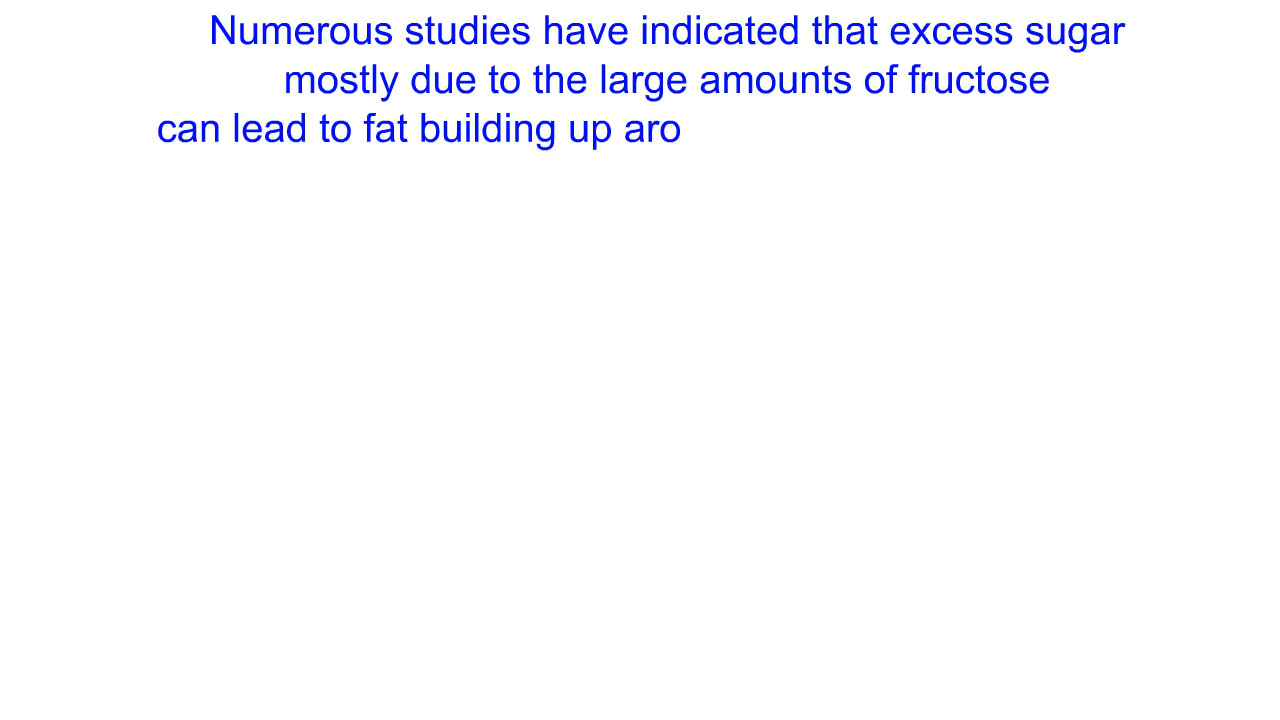 Numerous studies have indicated that excess sugar
mostly due to the large amounts of fructose
can lead to fat building up aro